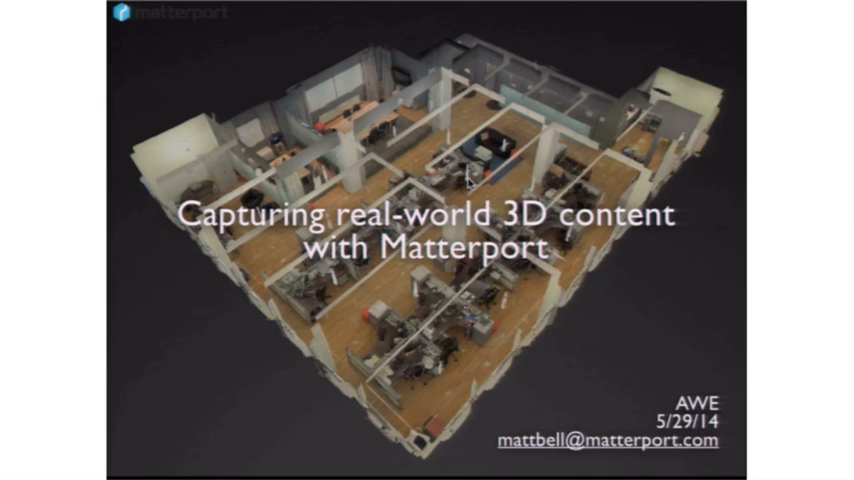 matterport
Capturing real-world 3D content
with Matterport
AWE
5/29/14
mattbell@matterport.com